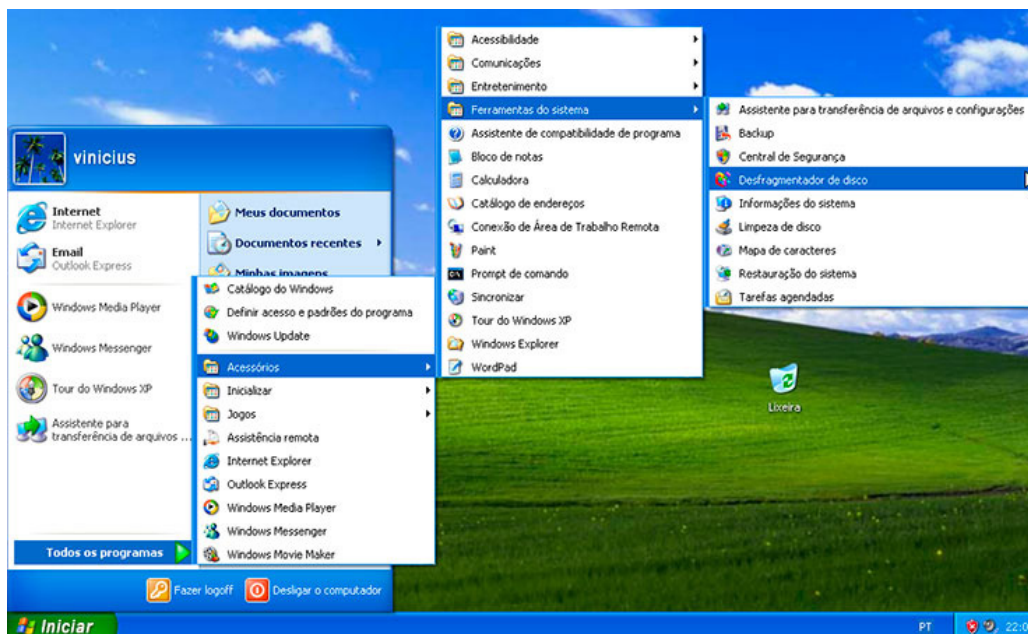 vinicius
Internet
Internet Explorer
Email
Outlook Express
Windows Media Player
Windows Messenger
Tour do Windows XP
Assistente para
transferência de arquivos ...
Todos os programas
Meus documentos
Documentos recentes
Minhas imagens
Catálogo do Windows
Definir acesso e padrões do programa
Windows Update
Acessórios
Inicializar
Jogos
Assistência remota
Internet Explorer
Outlook Express
Windows Media Player
Windows Messenger
Windows Movie Maker
Acessibilidade
Comunicações
Entretenimento
Ferramentas do sistema
Assistente de compatibilidade de programa
Bloco de notas
Calculadora
Catálogo de endereços
Conexão de Área de Trabalho Remota
Paint
Prompt de comando
Sincronizar
Tour do Windows XP
Windows Explorer
WordPad
Assistente para transferência de arquivos e configurações
Backup
Central de Segurança
Desfragmentador de disco
Informações do sistema
Limpeza de disco
Mapa de caracteres
Restauração do sistema
Tarefas agendadas
Lixeira
Fazer logoff
Desligar o computador
Iniciar
PT